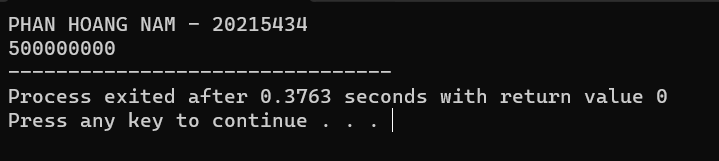 PHAN HOANG NAM - 20215434
500000000
--------------------------------
Process exited after 0.3763 seconds with return value 0
Press any key to continue . . .